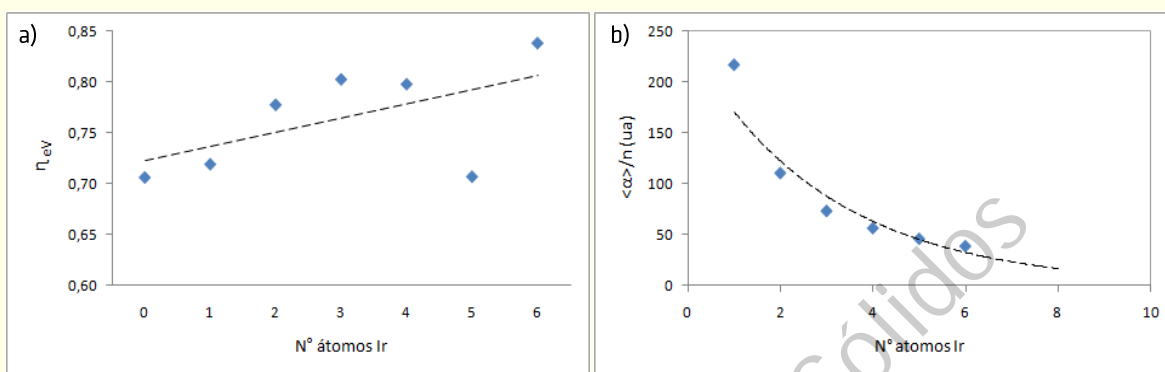 a)
0,85
0,80
0,75
0,70
0,65
0,60
η eV
0 1 2 3 4 5 6
N° átomos Ir
b)
250
200
150
100
50
0
<α>/n (ua)
0 2 4 6 8 10
N° atomos Ir
Sólidos